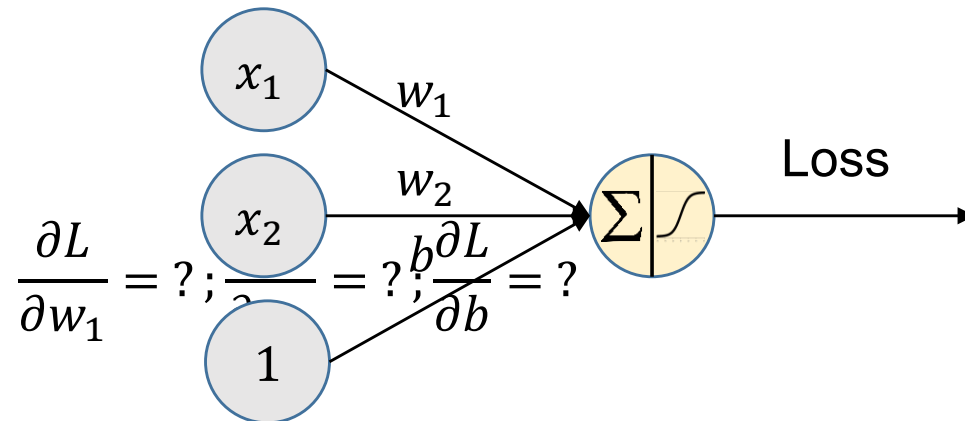 x₁
w₁
Loss
w₂
x₂
∑
b
∂L/∂w₁ = ? ; = ? ; ∂L/∂b = ?
1